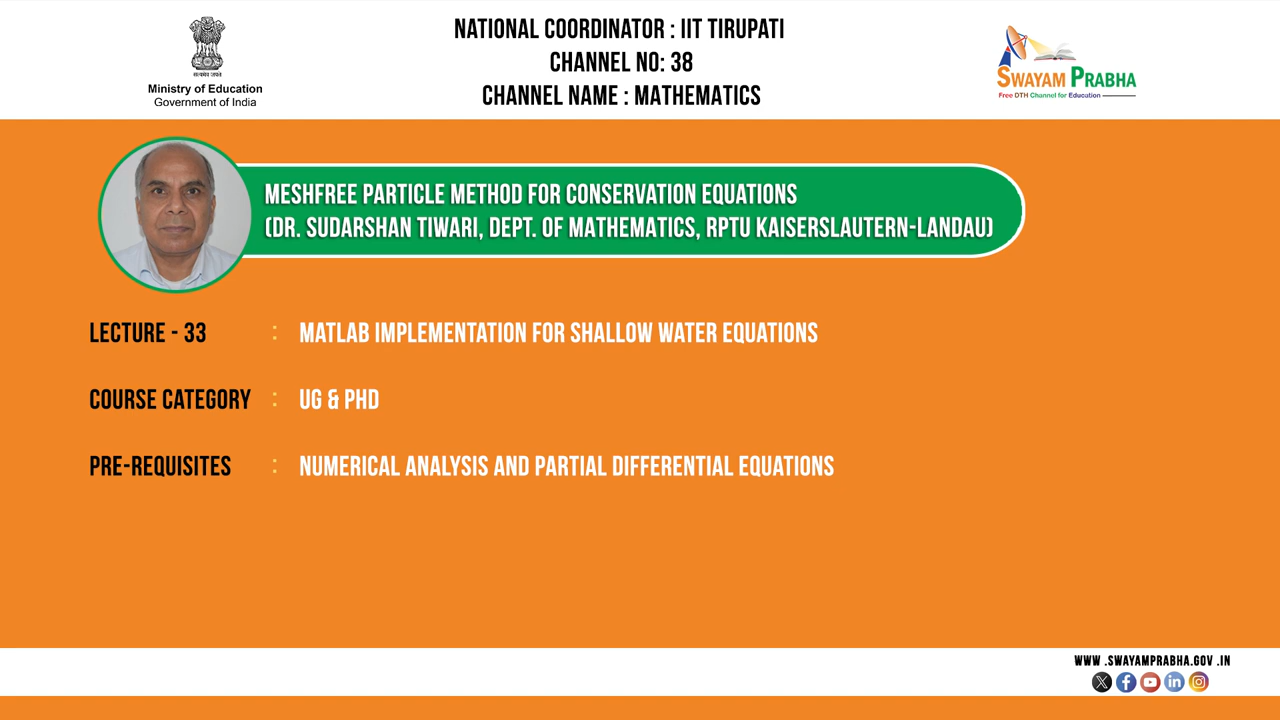 NATIONAL COORDINATOR : IIT TIRUPATI
CHANNEL NO: 38
CHANNEL NAME : MATHEMATICS
सत्यमेव जयते
Ministry of Education
Government of India
SWAYAM PRABHA
Free DTH Channel for Education
MESHFREE PARTICLE METHOD FOR CONSERVATION EQUATIONS
(DR. SUDARSHAN TIWARI, DEPT. OF MATHEMATICS, RPTU KAISERSLAUTERN-LANDAU)
LECTURE - 33 : MATLAB IMPLEMENTATION FOR SHALLOW WATER EQUATIONS
COURSE CATEGORY : UG & PHD
PRE-REQUISITES : NUMERICAL ANALYSIS AND PARTIAL DIFFERENTIAL EQUATIONS
WWW .SWAYAMPRABHA.GOV .IN